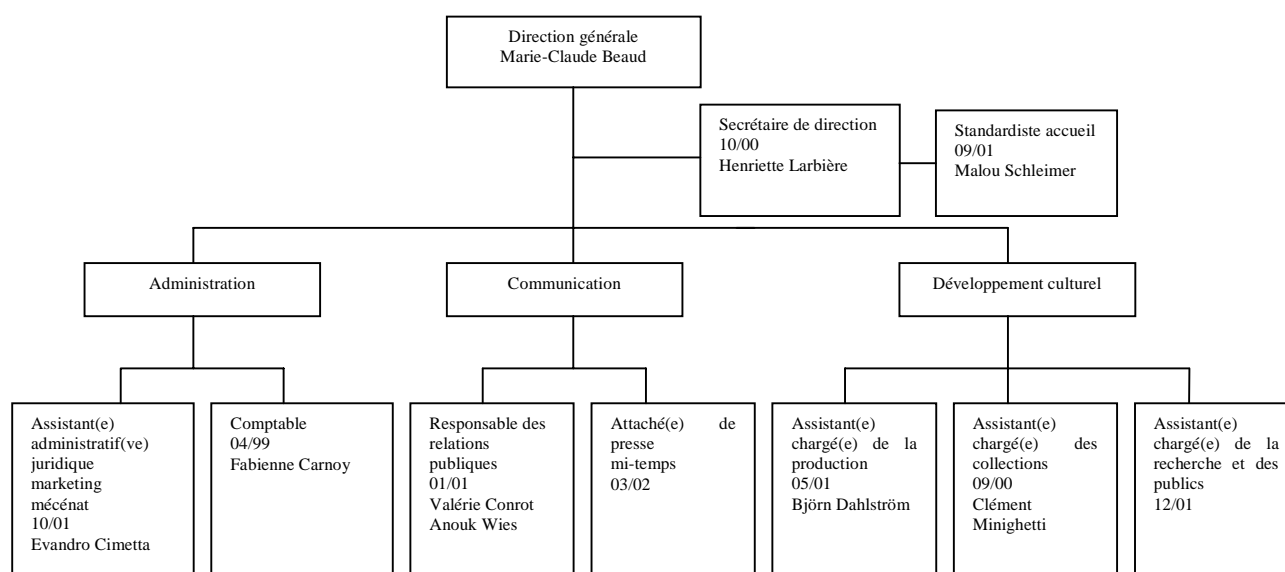 Direction générale
Marie-Claude Beaud
Secrétaire de direction
10/00
Henriette Larbière
Standardiste accueil
09/01
Malou Schleimer
Administration
Communication
Développement culturel
Assistant(e)
administratif(ve)
juridique
marketing
mécénat
10/01
Evandro Cimetta
Comptable
04/99
Fabienne Carnoy
Responsable des
relations
publiques
01/01
Valérie Conrot
Anouk Wies
Attaché(e) de
presse
mi-temps
03/02
Assistant(e)
chargé(e) de la
production
05/01
Björn Dahlström
Assistant(e)
chargé(e) des
collections
09/00
Clément
Minighetti
Assistant(e)
chargé(e) de la
recherche et des
publics
12/01